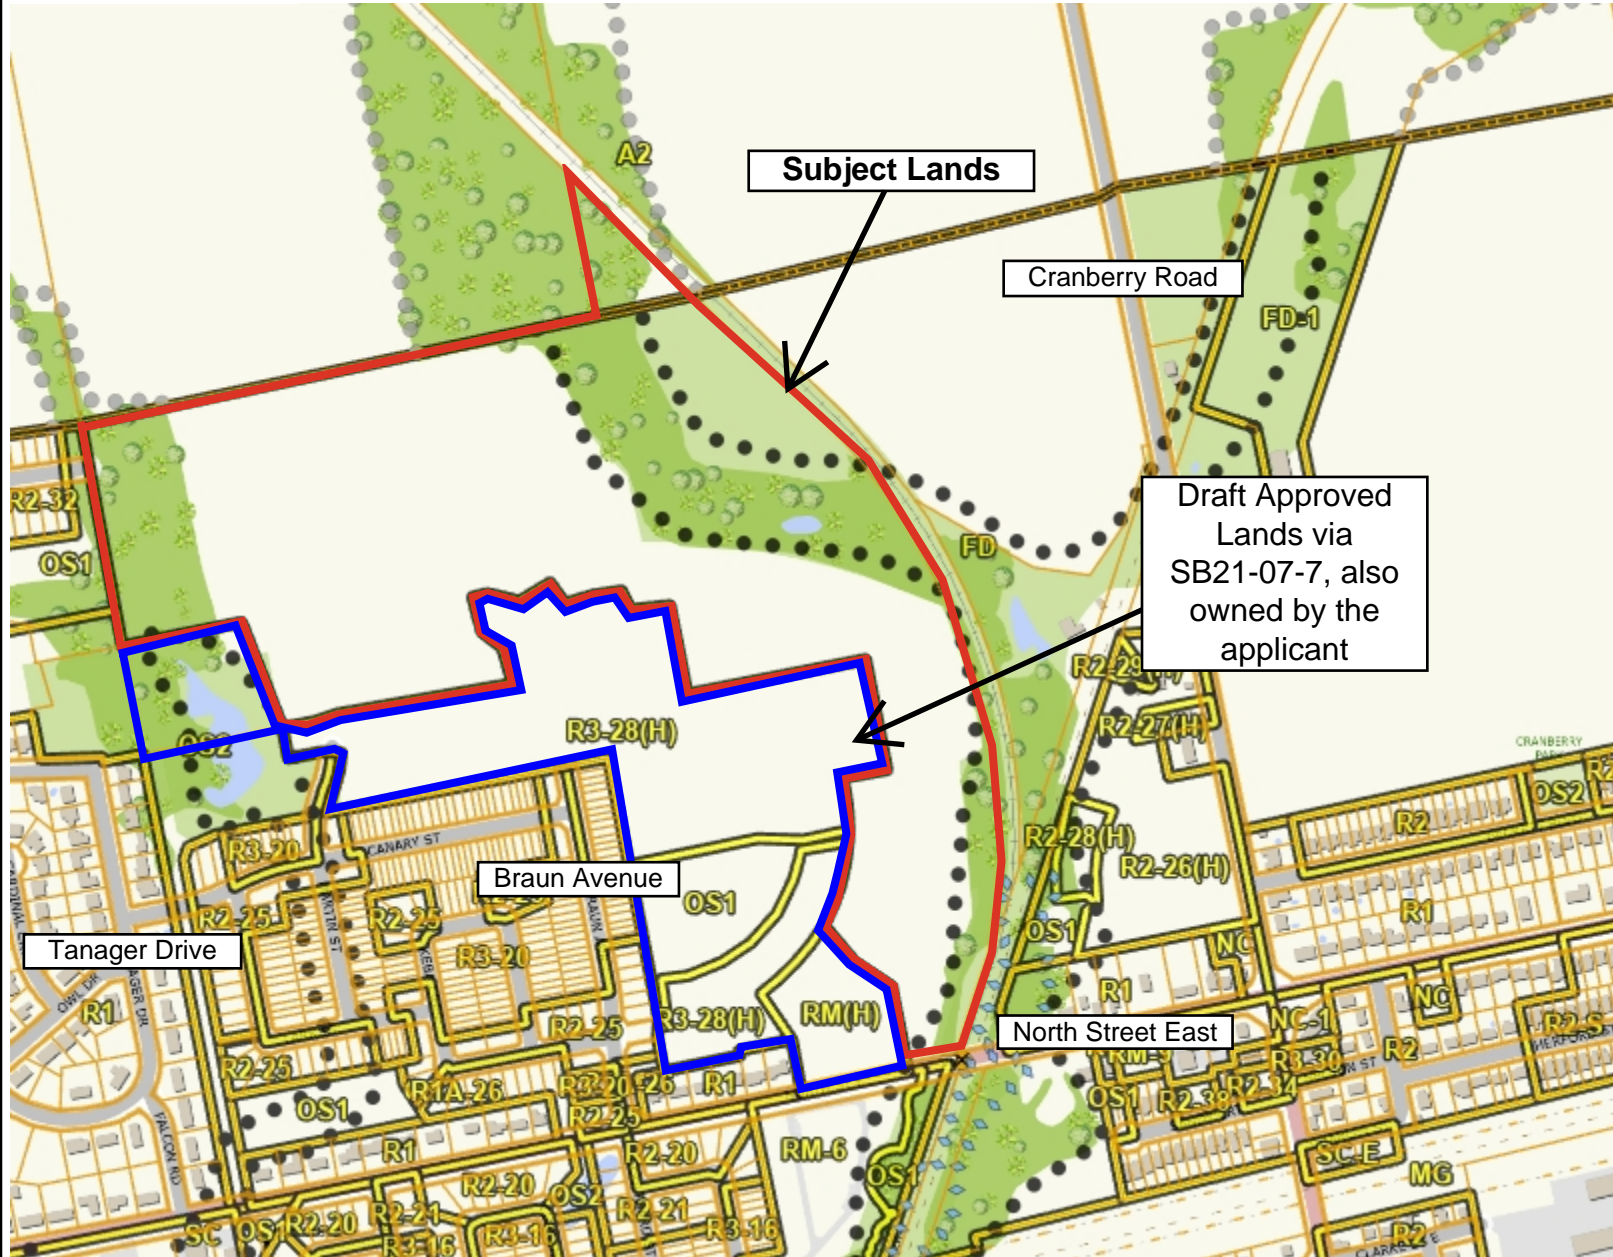 A2
Subject Lands
Cranberry Road
FD-1
R2-32
OS1
FD
Draft Approved
Lands via
SB21-07-7, also
owned by the
applicant
R3-28(H)
OS2
R2-27(H)
CRANBERRY
OS2
R2
CANARY ST
R3-20
R2-28(H)
R2-26(H)
Braun Avenue
OS1
R2-25
R2-25
R1
Tanager Drive
R3-20
OS1
NC
OWL DR
R1
R3-28(H)
RM(H)
R1
NC
R2-25
North Street East
NC-1
R2
R2-25
R1A-26
R1
R3-30
R2-34
R2-38
OS1
OS1
R2-25
FALCON RD
R1
R2-20
RM-6
OS1
SC-E
MG
R2-20
OS2
R2-21
R2-21
SC
R2-20
R3-16
R3-16
R3-16
R2